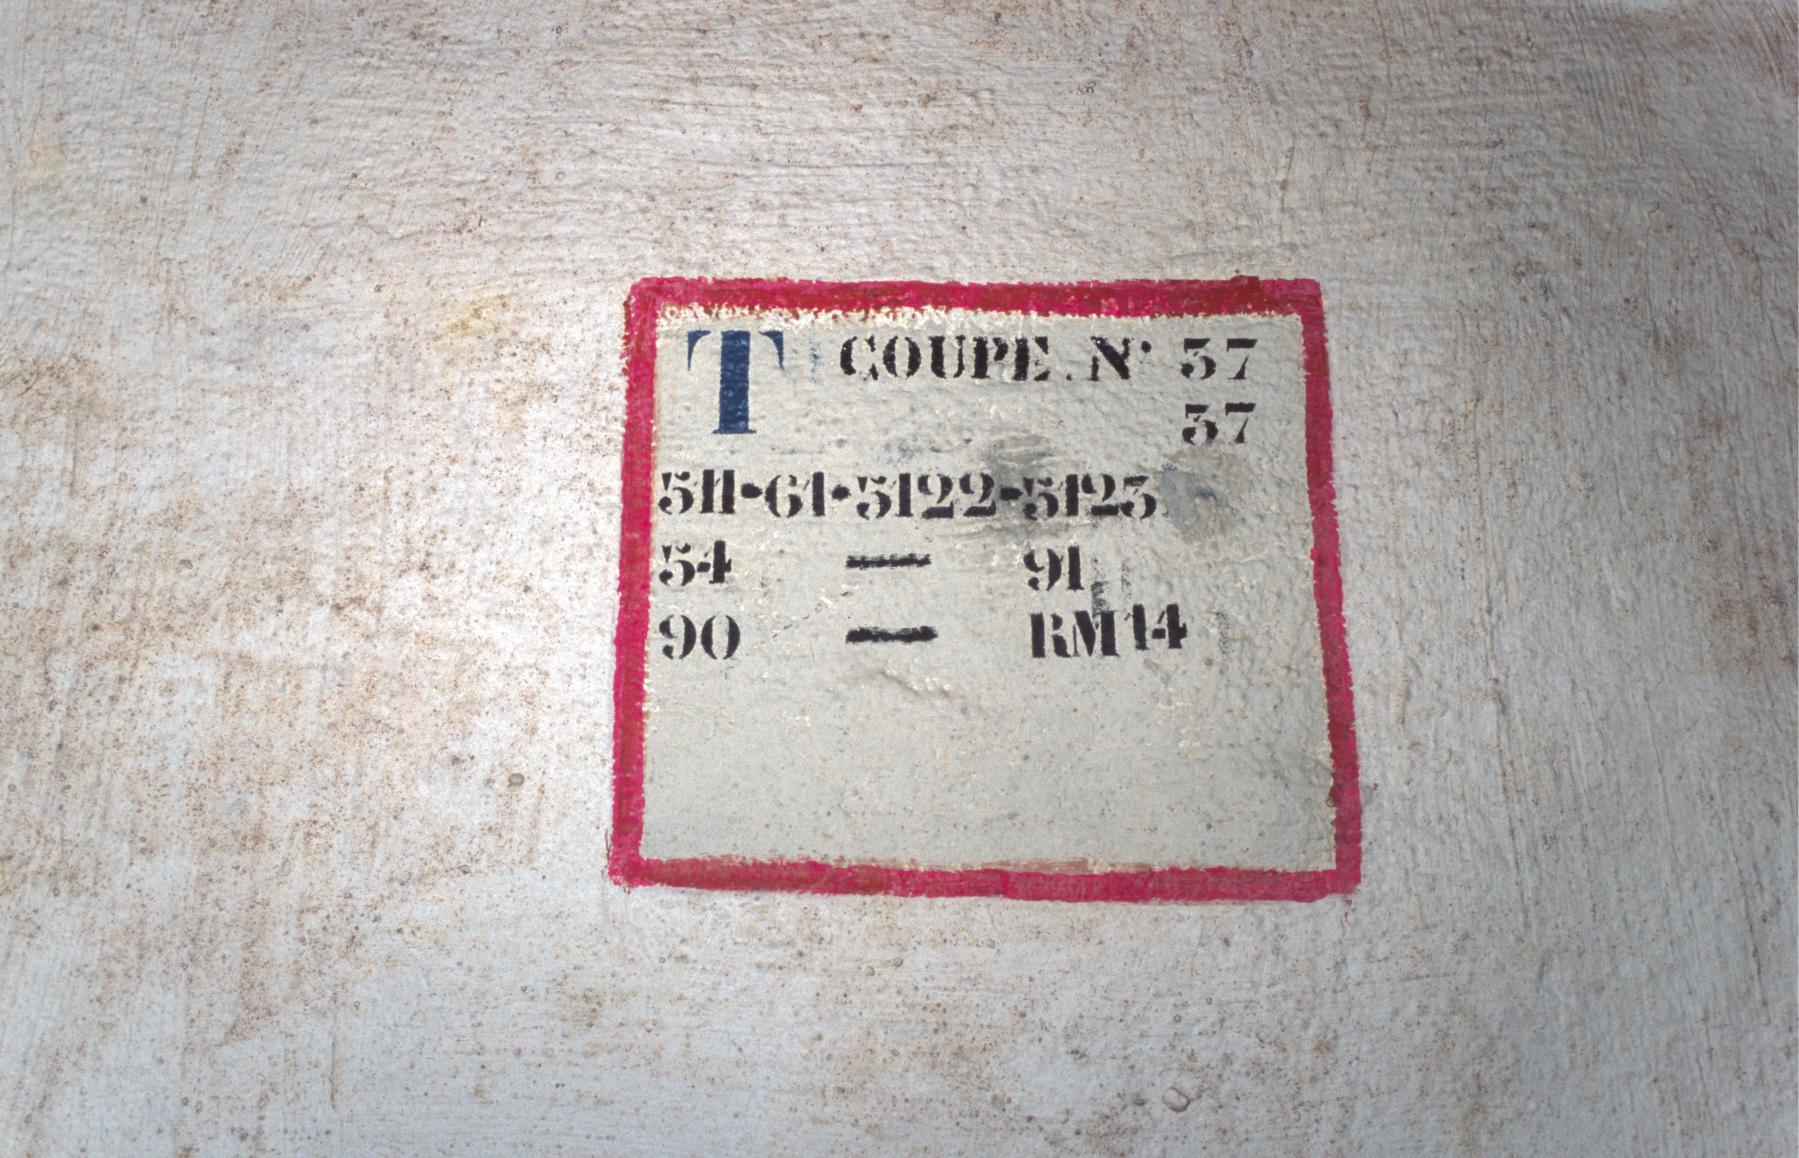 T COUPE N° 37
37
511-61-5122-5123
54 — 91
90 — RM14